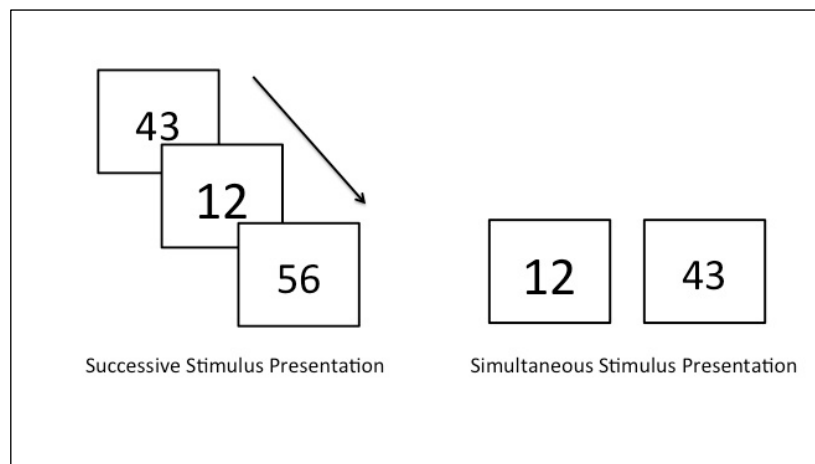 43
12
56
12 43
Successive Stimulus Presentation
Simultaneous Stimulus Presentation